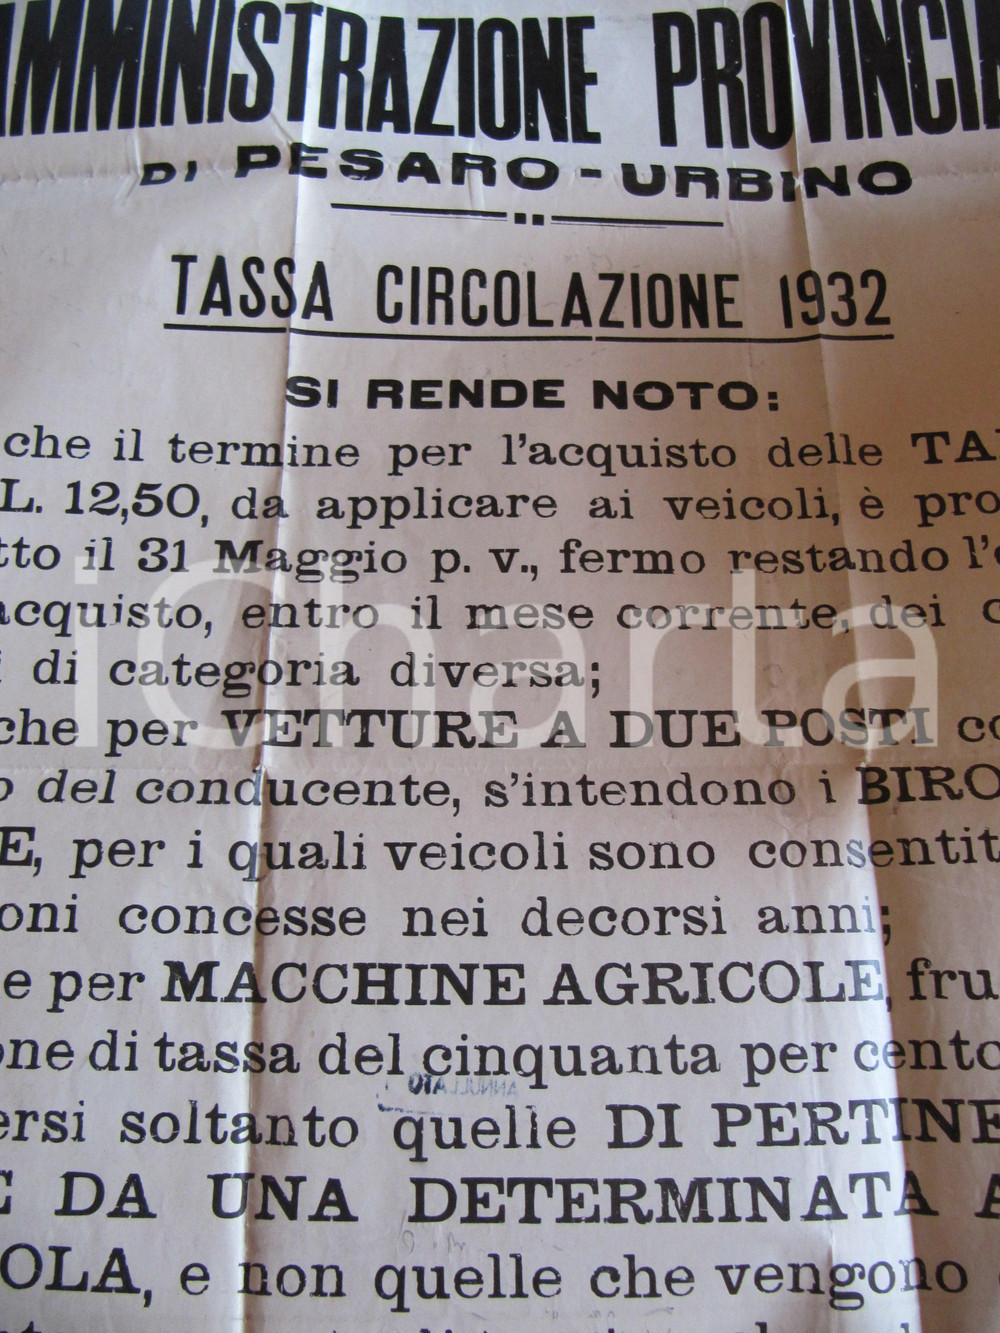 AMMINISTRAZIONE PROVINCIA
DI PESARO - URBINO
TASSA CIRCOLAZIONE 1932
SI RENDE NOTO:
che il termine per l'acquisto delle TA
L. 12,50, da applicare ai veicoli, è pro
tto il 31 Maggio p. v., fermo restando l'
acquisto, entro il mese corrente, dei c
i di categoria diversa;
che per VETTURE A DUE POSTI co
o del conducente, s'intendono i BIRO
E, per i quali veicoli sono consentit
oni concesse nei decorsi anni;
e per MACCHINE AGRICOLE, fru
one di tassa del cinquanta per cento
ANNULLATO
ersi soltanto quelle DI PERTINE
E DA UNA DETERMINATA A
OLA, e non quelle che vengono
iCharta